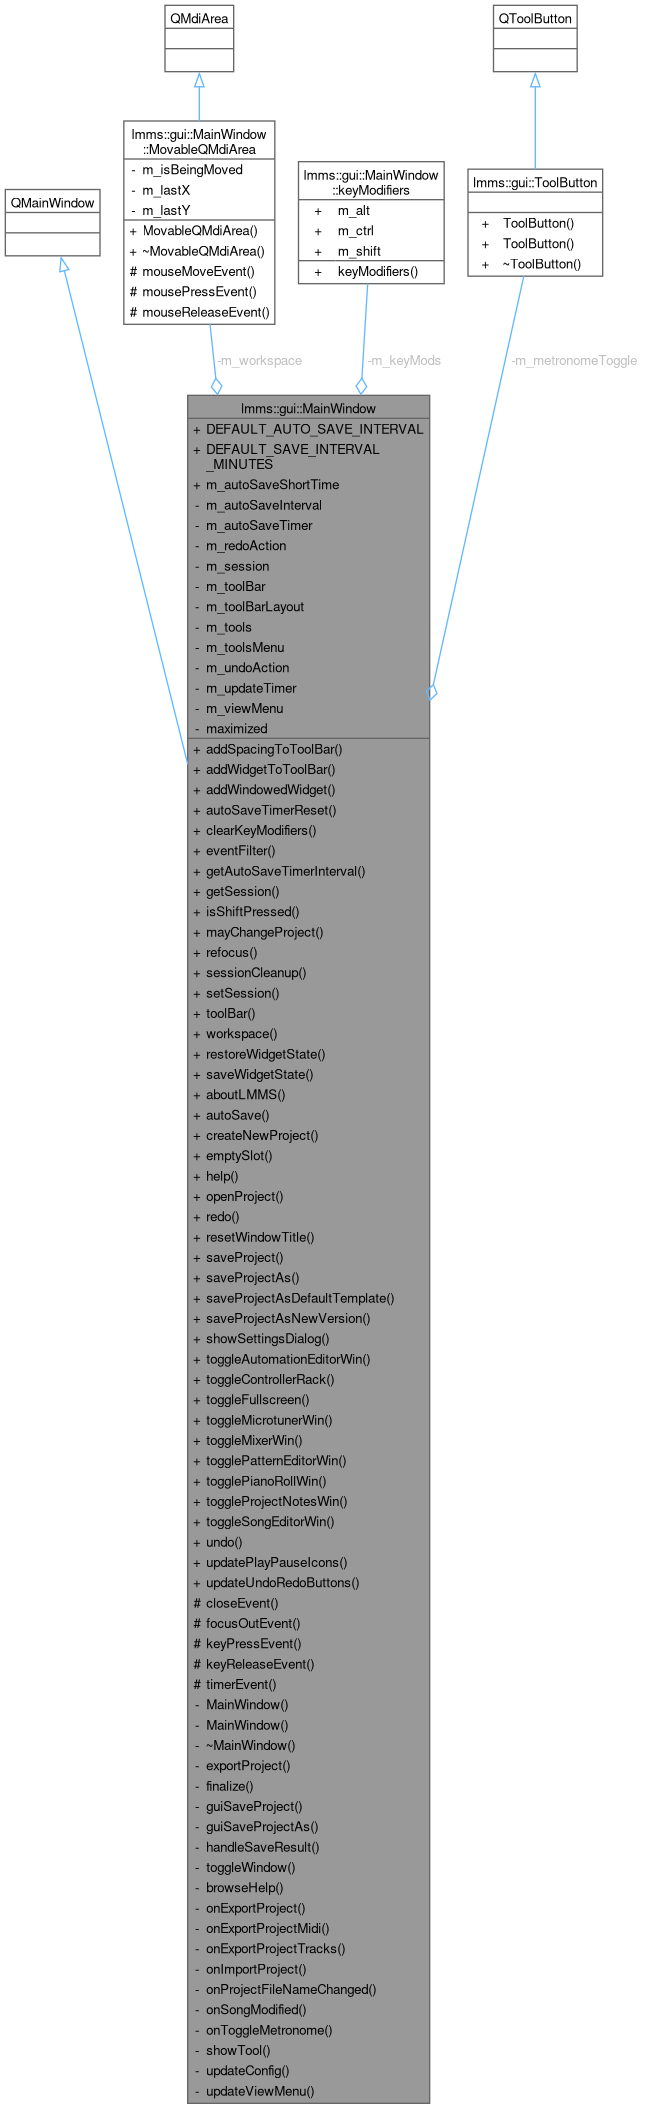 QMdiArea
QToolButton
lmms::gui::MainWindow
::MovableQMdiArea
- m_isBeingMoved
- m_lastX
- m_lastY
+ MovableQMdiArea()
+ ~MovableQMdiArea()
# mouseMoveEvent()
# mousePressEvent()
# mouseReleaseEvent()
lmms::gui::MainWindow
::keyModifiers
+ m_alt
+ m_ctrl
+ m_shift
+ keyModifiers()
lmms::gui::ToolButton
+ ToolButton()
+ ToolButton()
+ ~ToolButton()
QMainWindow
-m_workspace
-m_keyMods
-m_metronomeToggle
lmms::gui::MainWindow
+ DEFAULT_AUTO_SAVE_INTERVAL
+ DEFAULT_SAVE_INTERVAL
_MINUTES
+ m_autoSaveShortTime
- m_autoSaveInterval
- m_autoSaveTimer
- m_redoAction
- m_session
- m_toolBar
- m_toolBarLayout
- m_tools
- m_toolsMenu
- m_undoAction
- m_updateTimer
- m_viewMenu
- maximized
+ addSpacingToToolBar()
+ addWidgetToToolBar()
+ addWindowedWidget()
+ autoSaveTimerReset()
+ clearKeyModifiers()
+ eventFilter()
+ getAutoSaveTimerInterval()
+ getSession()
+ isShiftPressed()
+ mayChangeProject()
+ refocus()
+ sessionCleanup()
+ setSession()
+ toolBar()
+ workspace()
+ restoreWidgetState()
+ saveWidgetState()
+ aboutLMMS()
+ autoSave()
+ createNewProject()
+ emptySlot()
+ help()
+ openProject()
+ redo()
+ resetWindowTitle()
+ saveProject()
+ saveProjectAs()
+ saveProjectAsDefaultTemplate()
+ saveProjectAsNewVersion()
+ showSettingsDialog()
+ toggleAutomationEditorWin()
+ toggleControllerRack()
+ toggleFullscreen()
+ toggleMicrotunerWin()
+ toggleMixerWin()
+ togglePatternEditorWin()
+ togglePianoRollWin()
+ toggleProjectNotesWin()
+ toggleSongEditorWin()
+ undo()
+ updatePlayPauseIcons()
+ updateUndoRedoButtons()
# closeEvent()
# focusOutEvent()
# keyPressEvent()
# keyReleaseEvent()
# timerEvent()
- MainWindow()
- MainWindow()
- ~MainWindow()
- exportProject()
- finalize()
- guiSaveProject()
- guiSaveProjectAs()
- handleSaveResult()
- toggleWindow()
- browseHelp()
- onExportProject()
- onExportProjectMidi()
- onExportProjectTracks()
- onImportProject()
- onProjectFileNameChanged()
- onSongModified()
- onToggleMetronome()
- showTool()
- updateConfig()
- updateViewMenu()